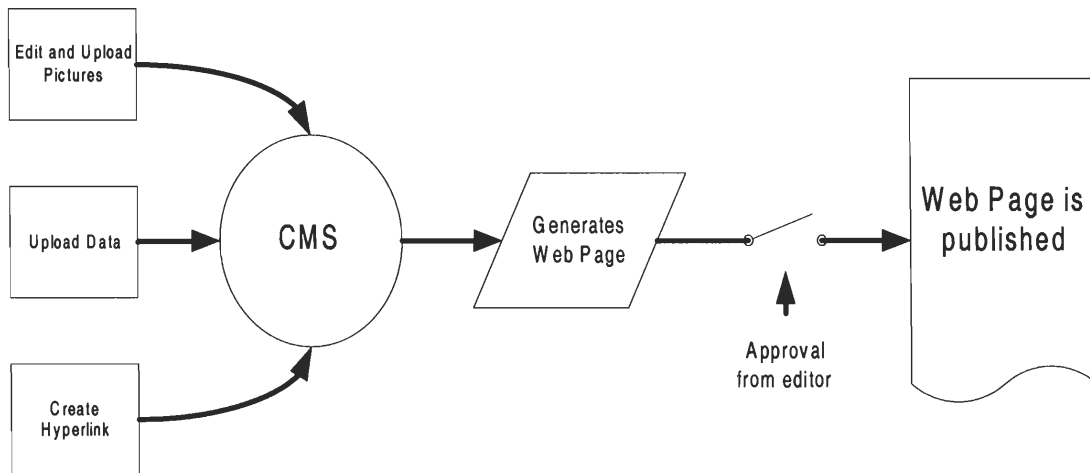 Edit and Upload
Pictures
Upload Data
Create
Hyperlink
CMS
Generates
Web Page
Approval
from editor
Web Page is
published